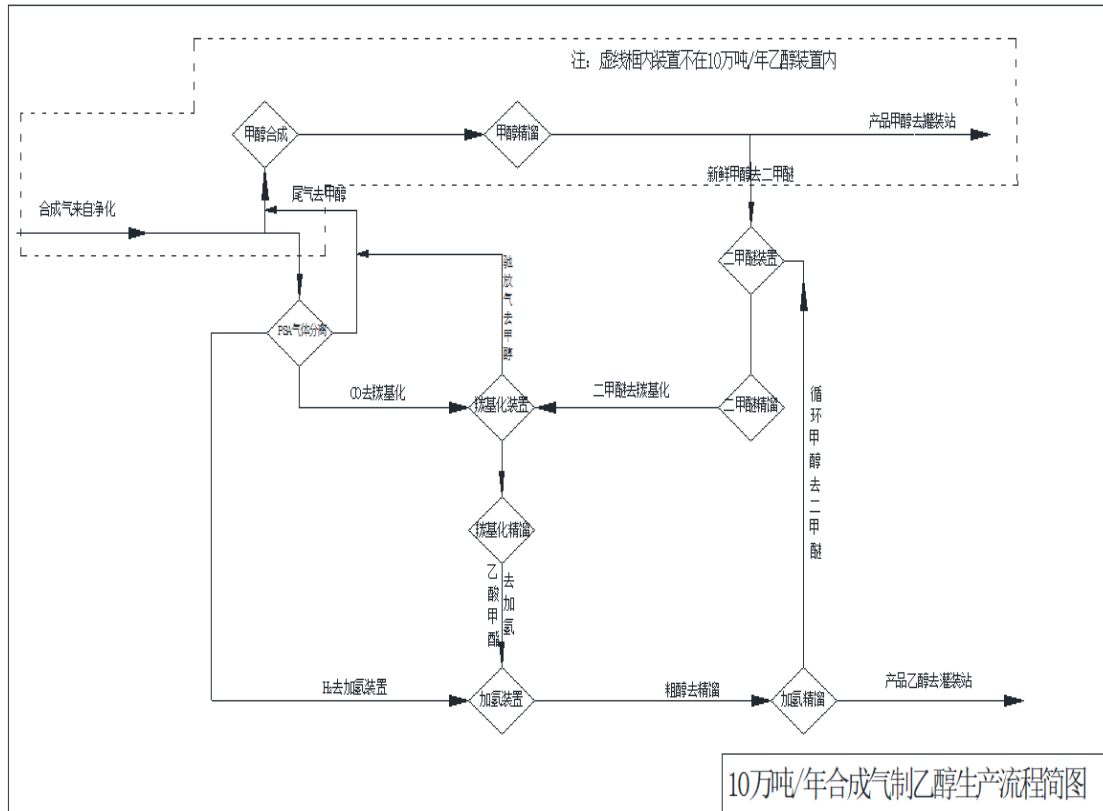 注：虚线框内装置不在10万吨/年乙醇装置内
甲醇合成
甲醇精馏
产品甲醇去罐装站
新鲜甲醇去二甲醚
尾气去甲醇
合成气来自净化
二甲醚装置
驰放气去甲醇
PSA气体分离
CO去羰基化
羰基化装置
二甲醚去羰基化
二甲醚精馏
循环甲醇去二甲醚
羰基化精馏
乙酸甲酯
去加氢
H₂去加氢装置
加氢装置
粗醇去精馏
加氢精馏
产品乙醇去灌装站
10万吨/年合成气制乙醇生产流程简图